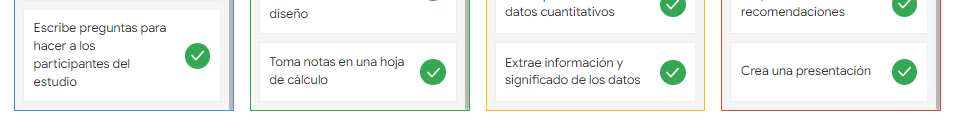 Escribe preguntas para
hacer a los
participantes del
estudio
diseño
Toma notas en una hoja
de cálculo
datos cuantitativos
Extrae información y
significado de los datos
recomendaciones
Crea una presentación